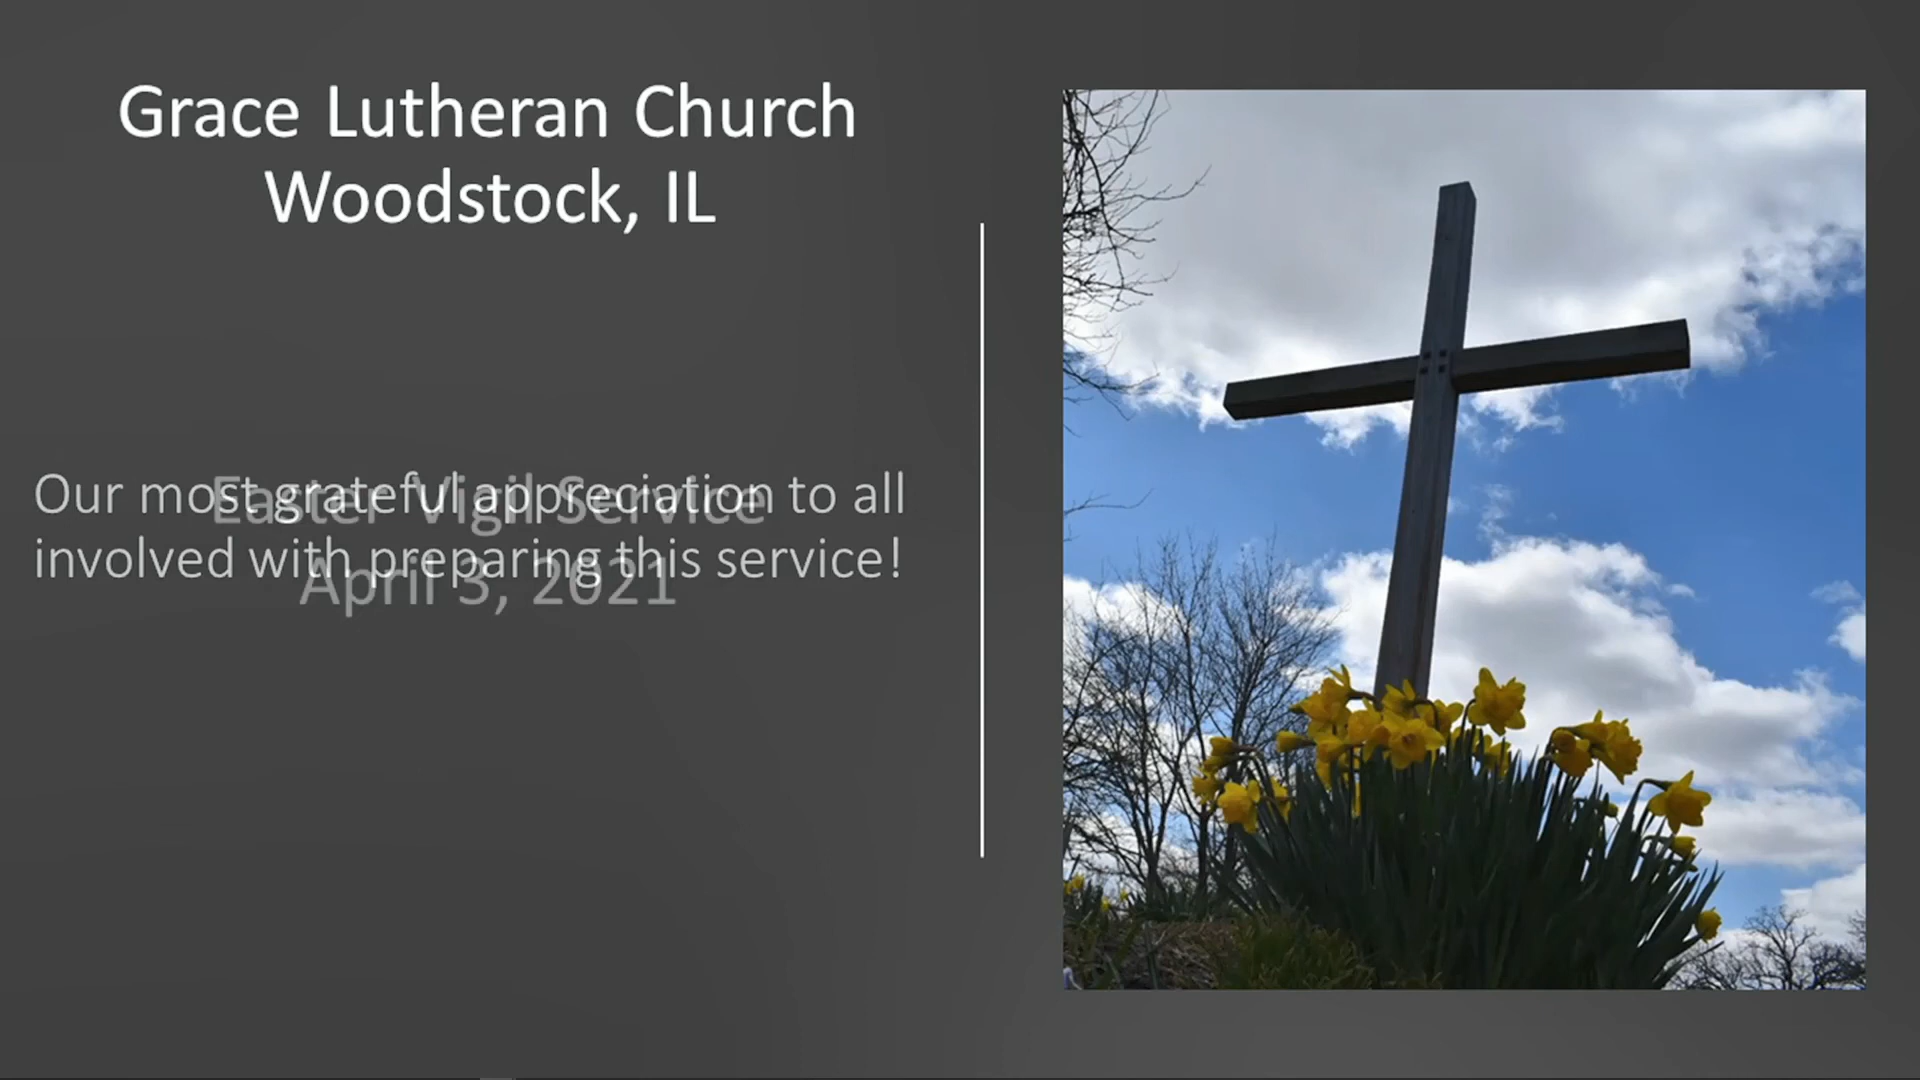 Grace Lutheran Church
Woodstock, IL
Our most grateful appreciation to all
involved with preparing this service!
Easter Vigil Service
April 3, 2021